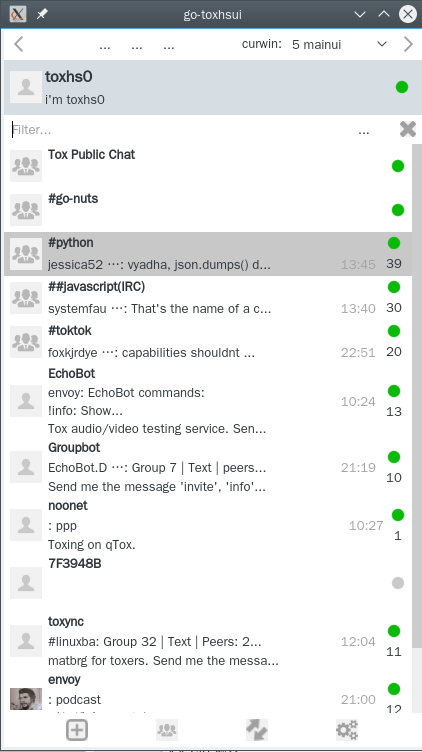 go-toxhsui
... ... ... curwin: 5 mainui
toxhs0
i'm toxhs0
Filter... ...
Tox Public Chat
#go-nuts
#python
jessica52 ···: vyadha, json.dumps() d... 13:45 39
##javascript(IRC)
systemfau ···: That's the name of a c... 13:40 30
#toktok
foxkjrdye ···: capabilities shouldnt ... 22:51 20
EchoBot
envoy: EchoBot commands:
!info: Show... 10:24 13
Tox audio/video testing service. Sen...
Groupbot
EchoBot.D ···: Group 7 | Text | peers... 21:19
Send me the message 'invite', 'info'... 10
noonet
: ppp 10:27
Toxing on qTox. 1
7F3948B
toxync
#linuxba: Group 32 | Text | Peers: 2... 12:04
matbrg for toxers. Send me the messa... 11
envoy
: podcast 21:00 12